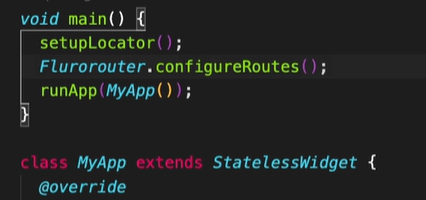 void main() {
setupLocator();
Flurorouter.configureRoutes();
runApp(MyApp());
}
class MyApp extends StatelessWidget {
@override